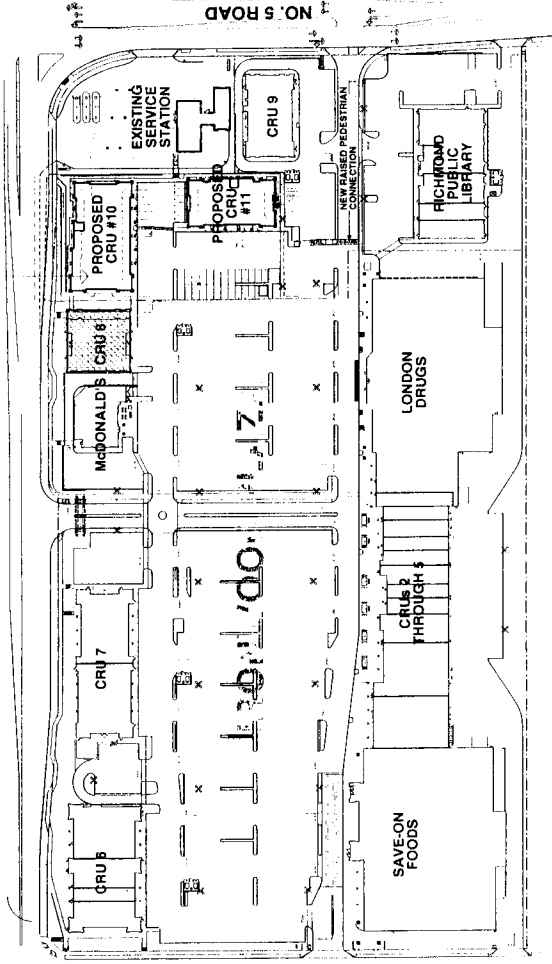 NO. 5 ROAD
EXISTING
SERVICE
STATION
CRU 9
NEW RAISED PEDESTRIAN
CONNECTION
RICHMOND
PUBLIC
LIBRARY
PROPOSED
CRU #10
PROPOSED
CRU
#11
CRU 8
McDONALD'S
LONDON
DRUGS
CRU 7
CRUs 2
THROUGH 5
CRU 6
SAVE-ON
FOODS